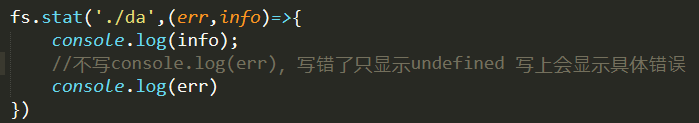 fs.stat('./da',(err,info)=>{
console.log(info);
//不写console.log(err)，写错了只显示undefined 写上会显示具体错误
console.log(err)
})